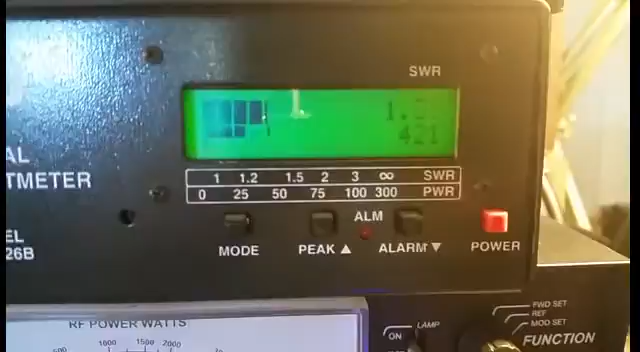 SWR
421
AL
TMETER
1 1.2 1.5 2 3 ∞ SWR
0 25 50 75 100 300 PWR
EL
26B
ALM
MODE PEAK ▲ ALARM ▼ POWER
RF POWER WATTS
1000 1500 2000
ON
LAMP
FWD SET
REF
MOD SET
FUNCTION